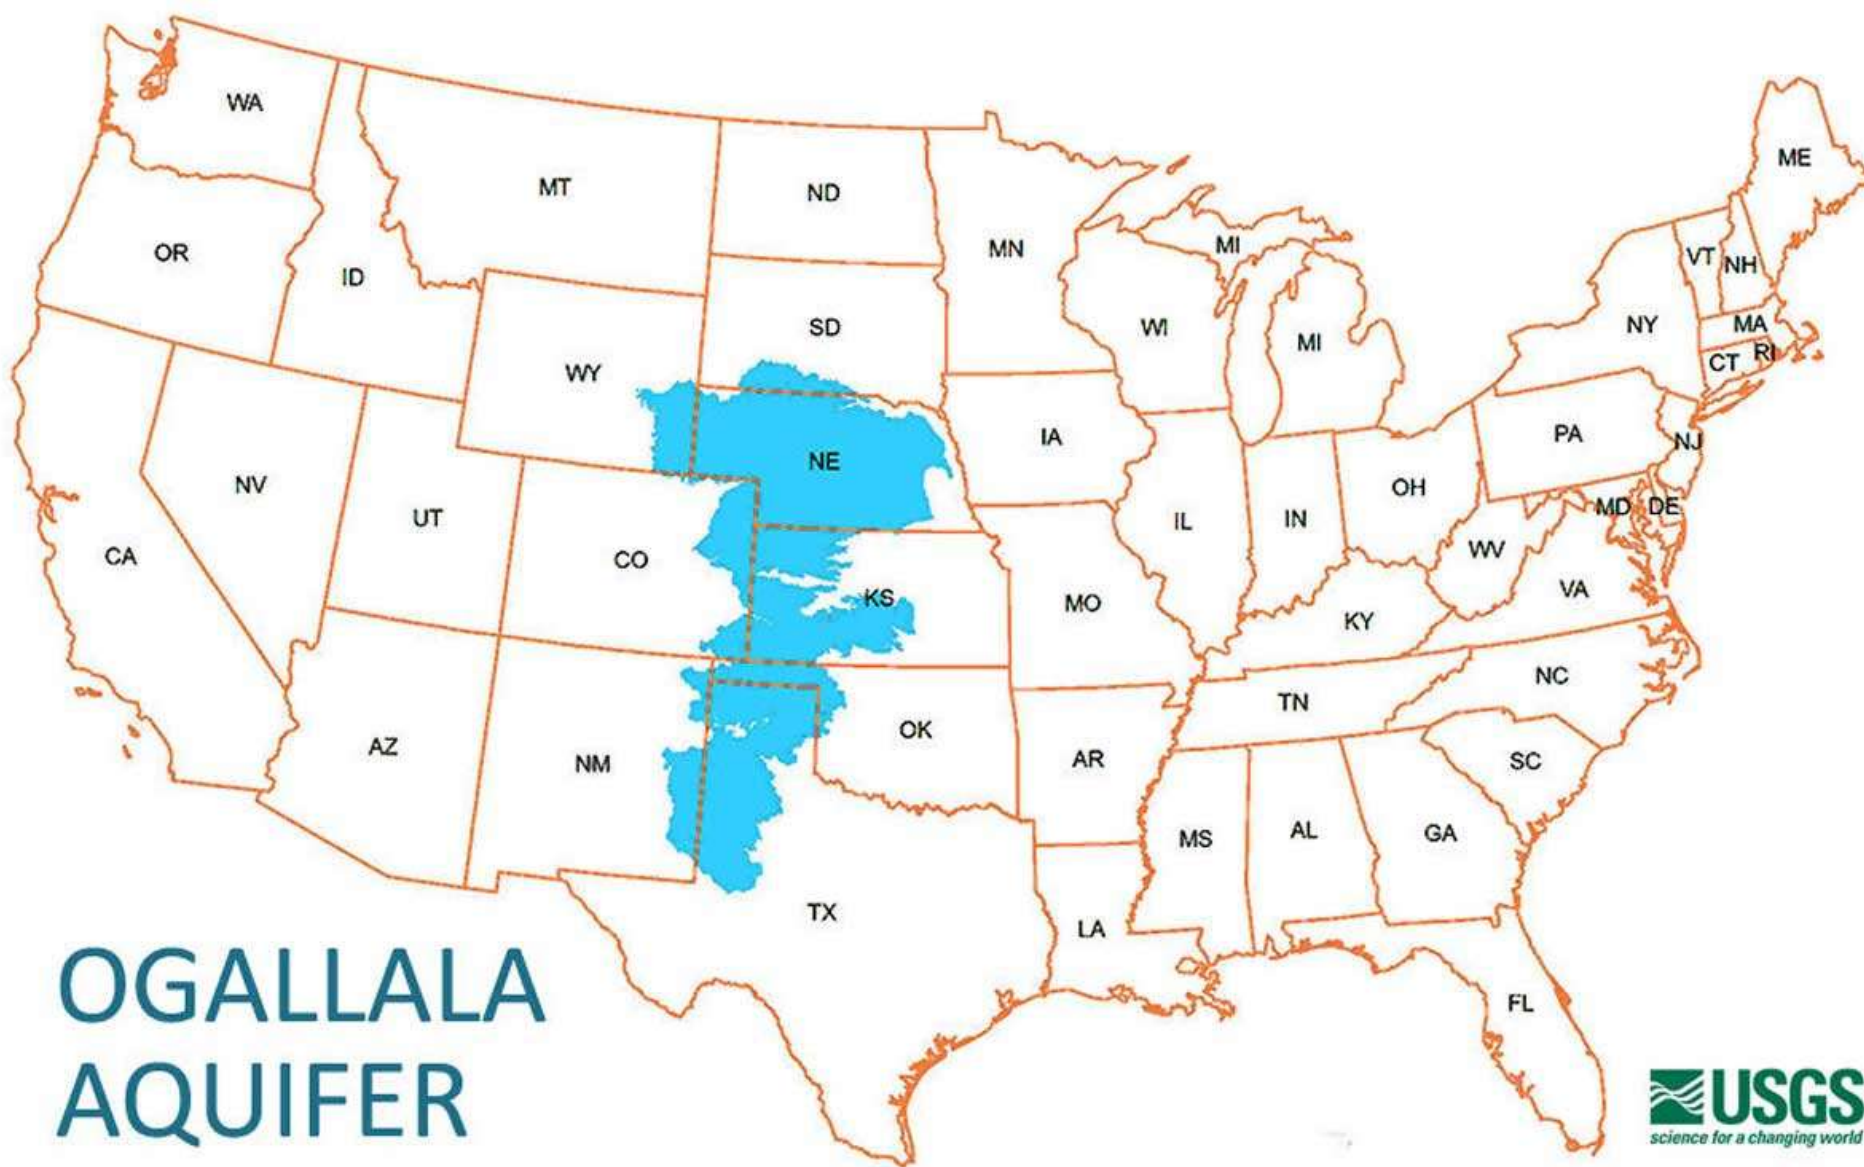 WA
MT
ND
ME
OR
ID
MN
MI
VT
NH
SD
WY
WI
MI
NY
MA
CT
RI
NE
IA
PA
NJ
NV
UT
CO
IL
IN
OH
MD
DE
WV
CA
KS
MO
KY
VA
NC
TN
AZ
NM
OK
AR
SC
MS
AL
GA
TX
LA
FL
OGALLALA
AQUIFER
USGS
science for a changing world